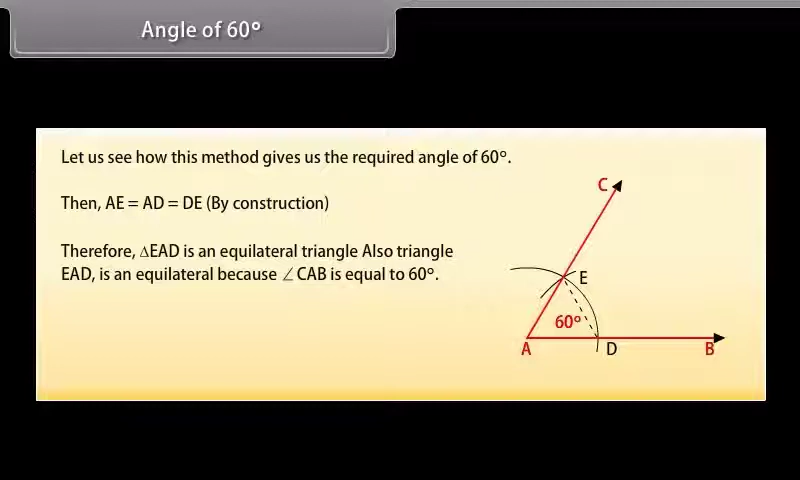 Angle of 60°
Let us see how this method gives us the required angle of 60°.
Then, AE = AD = DE (By construction)
Therefore, ∆EAD is an equilateral triangle Also triangle
EAD, is an equilateral because ∠CAB is equal to 60°.
C
E
60°
A
D
B